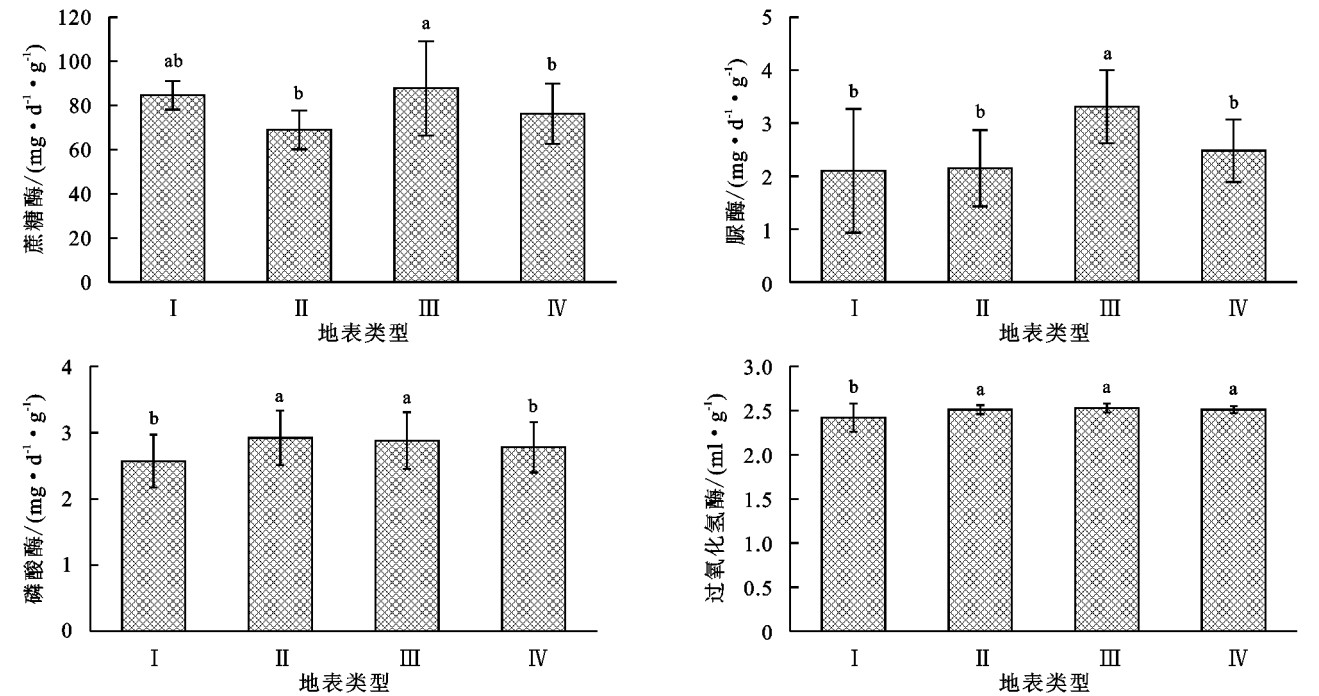 蔗糖酶/(mg·d⁻¹·g⁻¹)
120
100
80
60
40
20
0
ab
b
a
b
Ⅰ Ⅱ Ⅲ Ⅳ
地表类型
脲酶/(mg·d⁻¹·g⁻¹)
5
4
3
2
1
0
b
b
a
b
Ⅰ Ⅱ Ⅲ Ⅳ
地表类型
磷酸酶/(mg·d⁻¹·g⁻¹)
4
3
2
1
0
b
a
a
b
Ⅰ Ⅱ Ⅲ Ⅳ
地表类型
过氧化氢酶/(ml·g⁻¹)
3.0
2.5
2.0
1.5
1.0
0.5
0
b
a
a
a
Ⅰ Ⅱ Ⅲ Ⅳ
地表类型